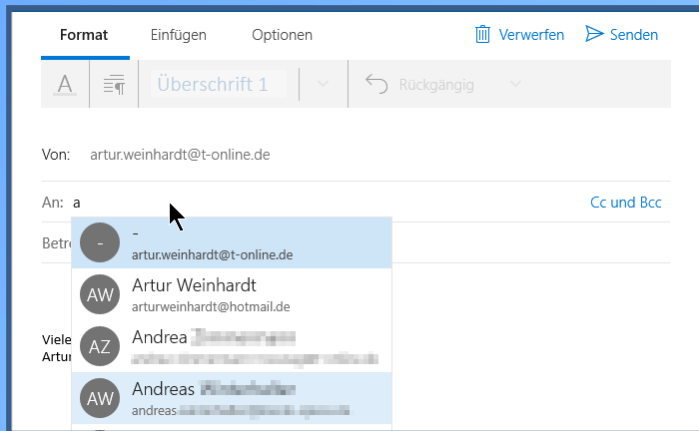 Format Einfügen Optionen Verwerfen Senden
A Überschrift 1 Rückgängig
Von: artur.weinhardt@t-online.de
An: a Cc und Bcc
Betre
- -
artur.weinhardt@t-online.de
AW Artur Weinhardt
arturweinhardt@hotmail.de
Viele
AZ Andrea
Artur
AW Andreas
andreas